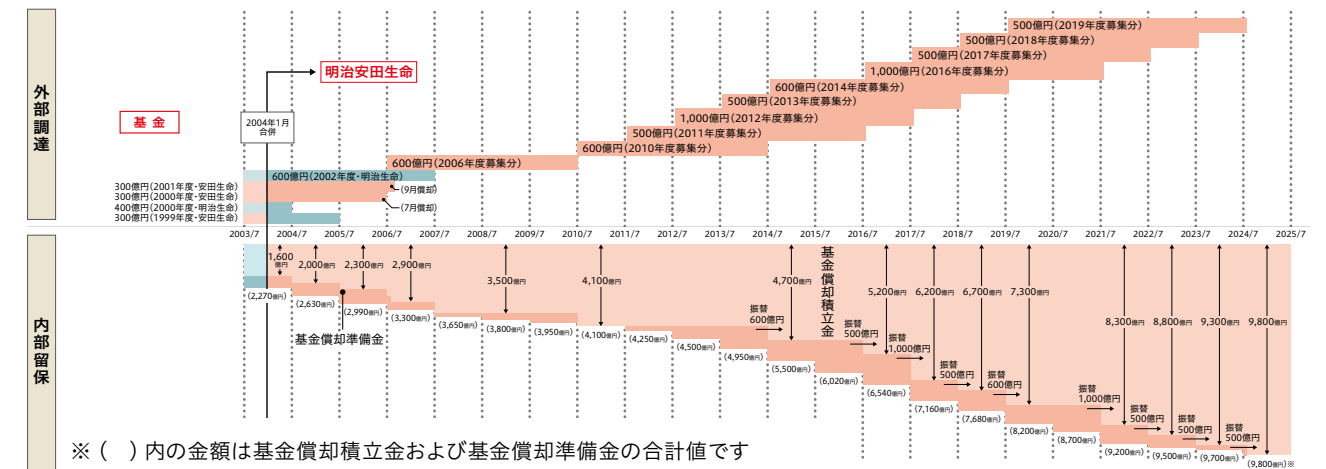 外部調達
基金
明治安田生命
2004年1月
合併
500億円(2019年度募集分)
500億円(2018年度募集分)
500億円(2017年度募集分)
1,000億円(2016年度募集分)
600億円(2014年度募集分)
500億円(2013年度募集分)
1,000億円(2012年度募集分)
500億円(2011年度募集分)
600億円(2010年度募集分)
600億円(2006年度募集分)
600億円(2002年度・明治生命)
300億円(2001年度・安田生命)
(9月償却)
300億円(2000年度・安田生命)
(7月償却)
400億円(2000年度・明治生命)
300億円(1999年度・安田生命)
2003/7 2004/7 2005/7 2006/7 2007/7 2008/7 2009/7 2010/7 2011/7 2012/7 2013/7 2014/7 2015/7 2016/7 2017/7 2018/7 2019/7 2020/7 2021/7 2022/7 2023/7 2024/7 2025/7
内部留保
1,600
億円
2,000億円
2,300億円
2,900億円
3,500億円
4,100億円
4,700億円
基金償却積立金
5,200億円
6,200億円
6,700億円
7,300億円
8,300億円
8,800億円
9,300億円
9,800億円
基金償却準備金
振替
600億円
振替
500億円
振替
1,000億円
振替
500億円
振替
600億円
振替
1,000億円
振替
500億円
振替
500億円
振替
500億円
(2,270億円)
(2,630億円)
(2,990億円)
(3,300億円)
(3,650億円)
(3,800億円)
(3,950億円)
(4,100億円)
(4,250億円)
(4,500億円)
(4,950億円)
(5,500億円)
(6,020億円)
(6,540億円)
(7,160億円)
(7,680億円)
(8,200億円)
(8,700億円)
(9,200億円)
(9,500億円)
(9,700億円)
(9,800億円)※
※( )内の金額は基金償却積立金および基金償却準備金の合計値です